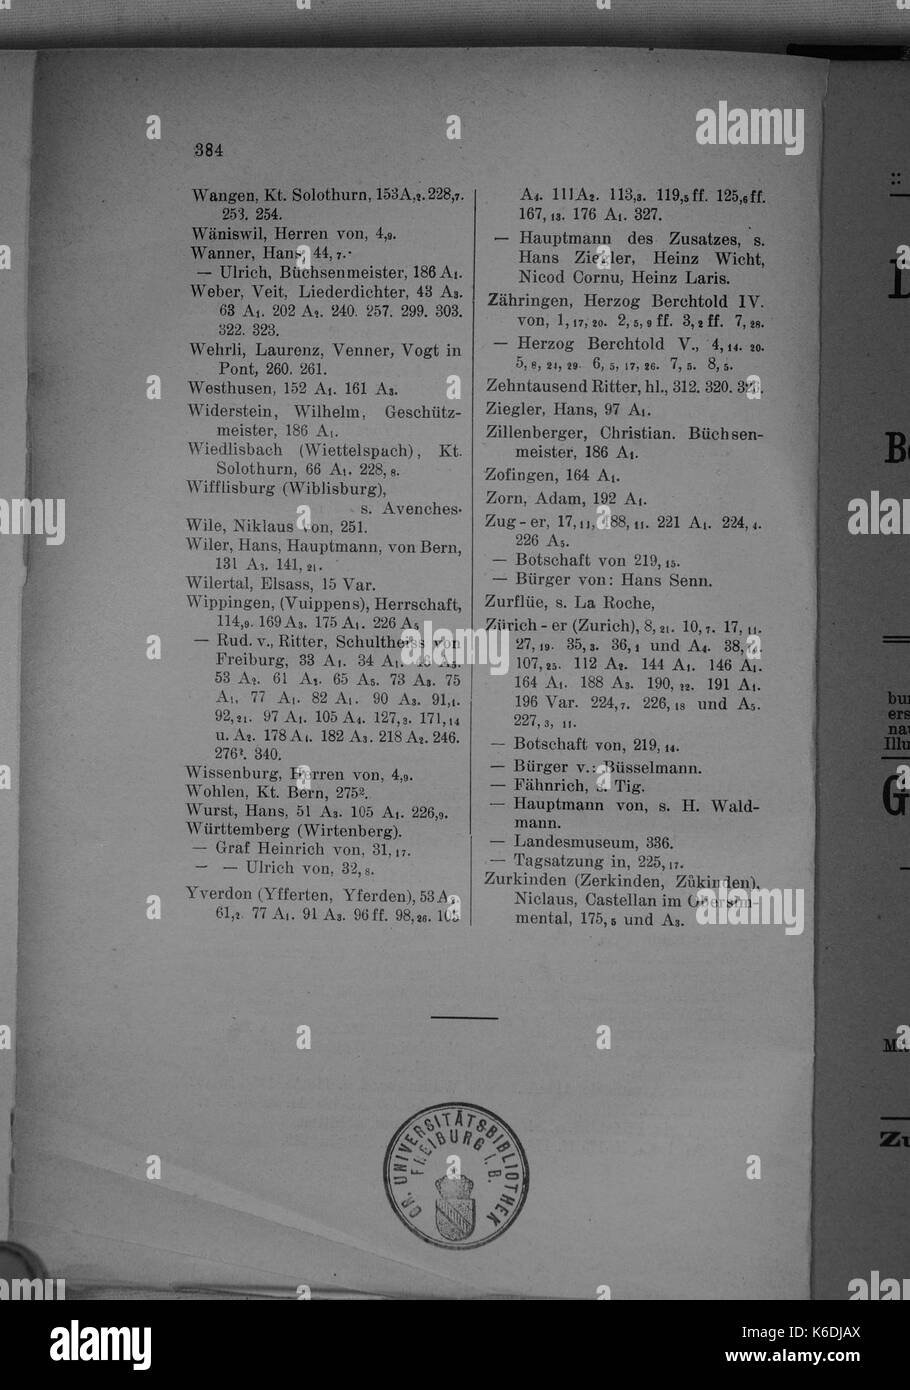 384
Wangen, Kt. Solothurn, 153A,₂. 228,₇.
253. 254.
Wäniswil, Herren von, 4,₉.
Wanner, Hans, 44,₇.
— Ulrich, Büchsenmeister, 186 A₁.
Weber, Veit, Liederdichter, 43 A₃.
63 A₁. 202 A₂. 240. 257. 299. 303.
322. 323.
Wehrli, Laurenz, Venner, Vogt in
Pont, 260. 261.
Westhusen, 152 A₁. 161 A₃.
Widerstein, Wilhelm, Geschütz-
meister, 186 A₁.
Wiedlisbach (Wiettelspach), Kt.
Solothurn, 66 A₁. 228,₈.
Wifflisburg (Wiblisburg),
s. Avenches.
Wile, Niklaus von, 251.
Wiler, Hans, Hauptmann, von Bern,
131 A₃. 141,₂₁.
Wilertal, Elsass, 15 Var.
Wippingen, (Vuippens), Herrschaft,
114,₉. 169 A₃. 175 A₁. 226 A₅
— Rud. v., Ritter, Schultheiss von
Freiburg, 33 A₁. 34 A₁.
53 A₂. 61 A₂. 65 A₅. 73 A₃. 75
A₁, 77 A₁. 82 A₁. 90 A₃. 91,₁.
92,₂₁. 97 A₁. 105 A₄. 127,₃. 171,₁₄
u. A₂. 178 A₁. 182 A₃. 218 A₂. 246.
276². 340.
Wissenburg, Herren von, 4,₉.
Wohlen, Kt. Bern, 275².
Wurst, Hans, 51 A₃. 105 A₁. 226,₉.
Württemberg (Wirtenberg).
— Graf Heinrich von, 31,₁₇.
— — Ulrich von, 32,₈.
Yverdon (Yfferten, Yferden), 53 A₂.
61,₂ 77 A₁. 91 A₃. 96 ff. 98,₂₆. 105
A₄. 111A₂. 113,₃. 119,₅ ff. 125,₆ ff.
167,₁₃. 176 A₁. 327.
— Hauptmann des Zusatzes, s.
Hans Ziegler, Heinz Wicht,
Nicod Cornu, Heinz Laris.
Zähringen, Herzog Berchtold IV.
von, 1,₁₇,₂₀. 2,₅,₉ ff. 3,₂ ff. 7,₂₈.
— Herzog Berchtold V., 4,₁₄. ₂₀.
5,₈,₂₄,₂₉ 6,₅,₁₇,₂₆. 7,₅. 8,₅.
Zehntausend Ritter, hl., 312. 320. 326.
Ziegler, Hans, 97 A₁.
Zillenberger, Christian. Büchsen-
meister, 186 A₁.
Zofingen, 164 A₁.
Zorn, Adam, 192 A₁.
Zug-er, 17,₁₁, 188,₁₁. 221 A₁. 224,₄.
226 A₅.
— Botschaft von 219,₁₅.
— Bürger von: Hans Senn.
Zurflüe, s. La Roche,
Zürich-er (Zurich), 8,₂₁. 10,₇. 17,₁₁.
27,₁₉. 35,₃. 36,₁ und A₄. 38,₁₄.
107,₂₅. 112 A₂. 144 A₁. 146 A₁.
164 A₁. 188 A₃. 190,₂₂. 191 A₁.
196 Var. 224,₇. 226,₁₈ und A₅.
227,₃, ₁₁.
— Botschaft von, 219,₁₄.
— Bürger v.: Büsselmann.
— Fähnrich, s. Tig.
— Hauptmann von, s. H. Wald-
mann.
— Landesmuseum, 336.
— Tagsatzung in, 225,₁₇.
Zurkinden (Zerkinden, Zükinden),
Niclaus, Castellan im Obersim-
mental, 175,₅ und A₃.
GR. UNIVERSITÄTSBIBLIOTHEK
FREIBURG I. B.
alamy
Image ID: K6DJAX
www.alamy.com